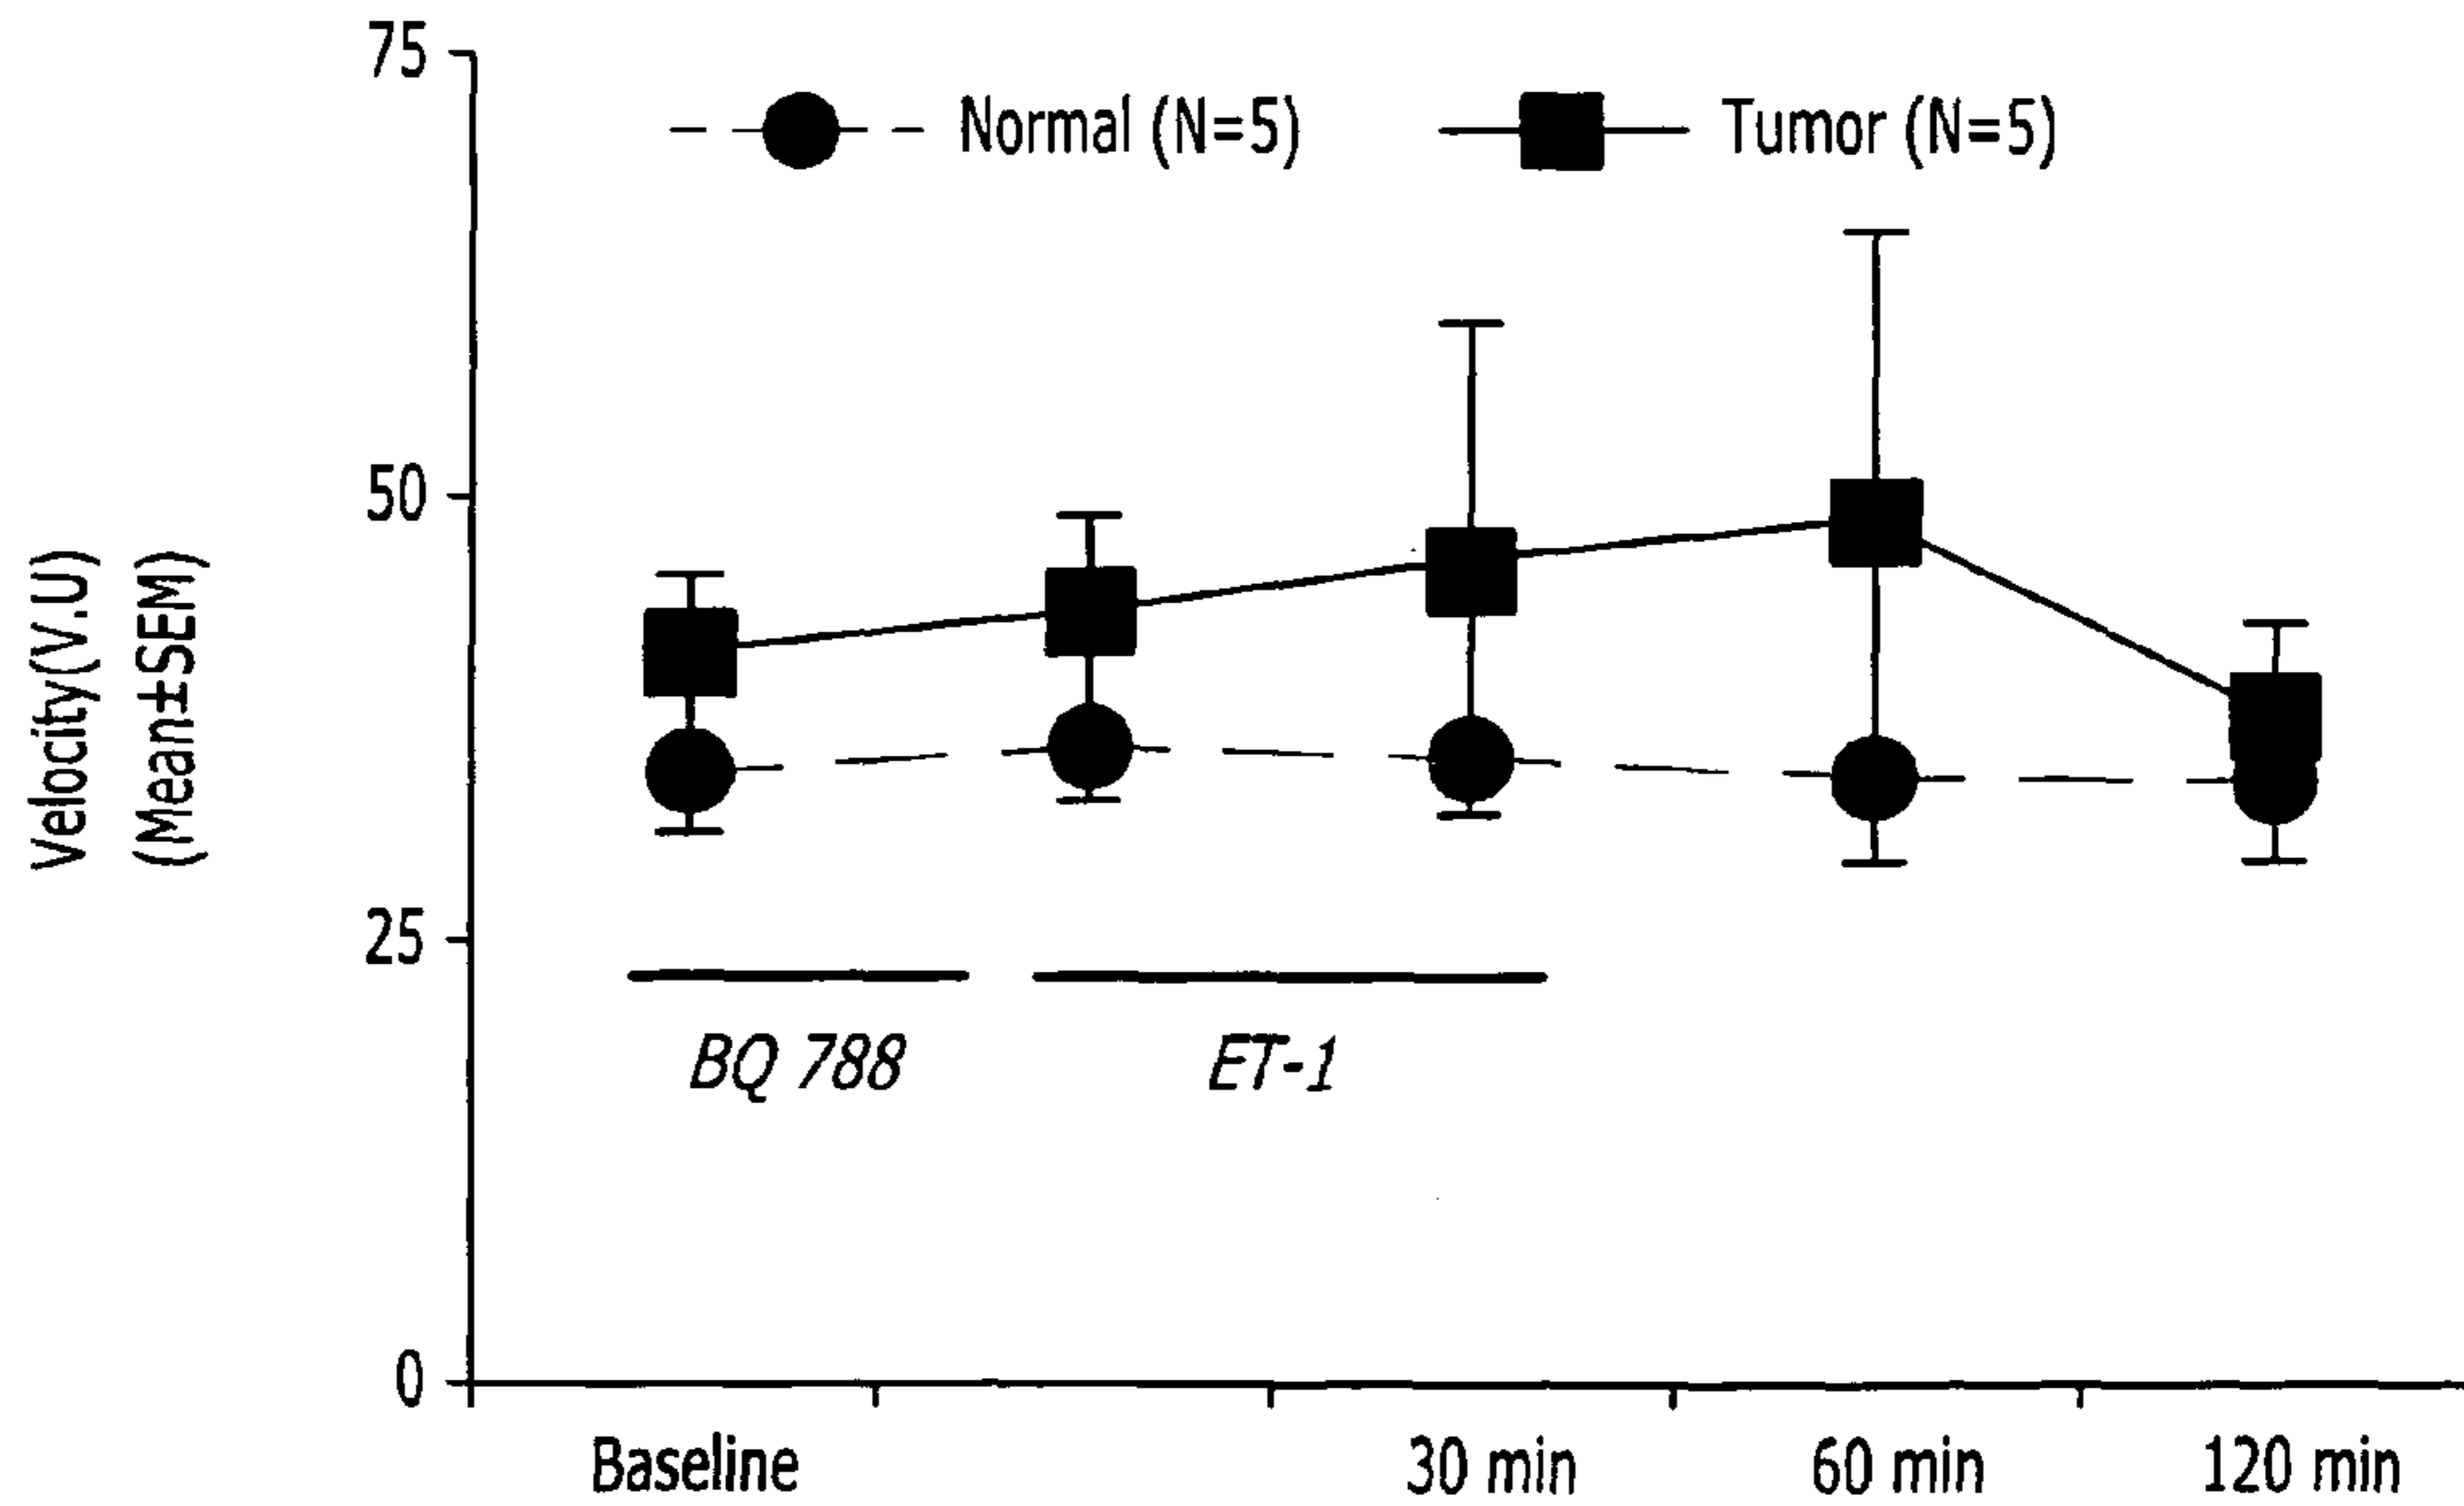 75
Normal (N=5)
Tumor (N=5)
50
Velocity(V.U)
(Mean±SEM)
25
BQ 788
ET-1
0
Baseline
30 min
60 min
120 min